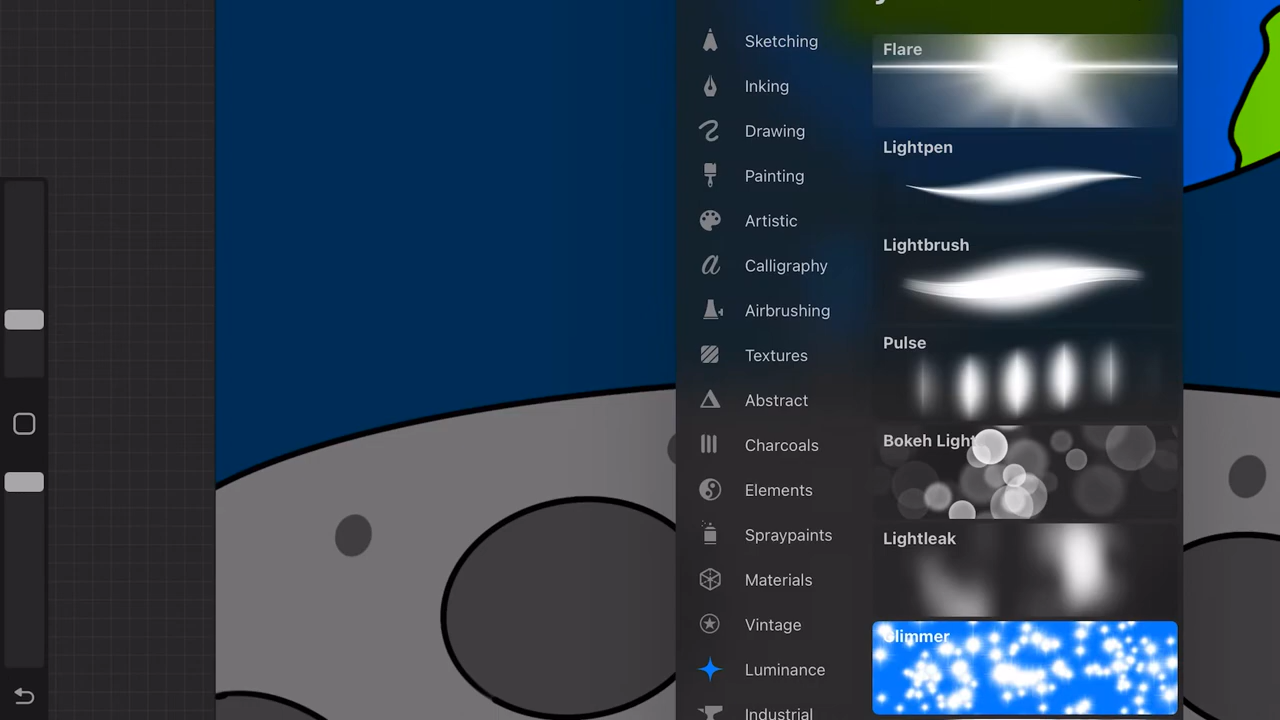 Sketching
Inking
Drawing
Painting
Artistic
Calligraphy
Airbrushing
Textures
Abstract
Charcoals
Elements
Spraypaints
Materials
Vintage
Luminance
Industrial
Flare
Lightpen
Lightbrush
Pulse
Bokeh Light
Lightleak
Glimmer